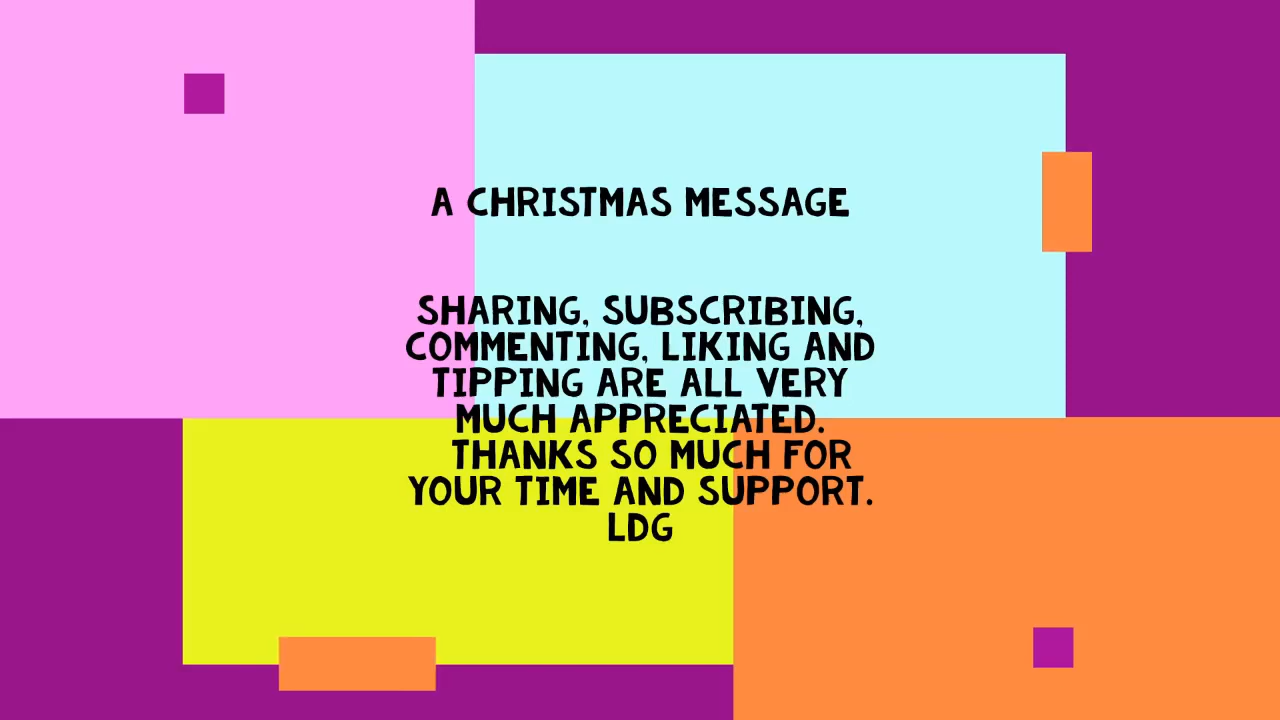 A CHRISTMAS MESSAGE
SHARING, SUBSCRIBING,
COMMENTING, LIKING AND
TIPPING ARE ALL VERY
MUCH APPRECIATED.
THANKS SO MUCH FOR
YOUR TIME AND SUPPORT.
LDG